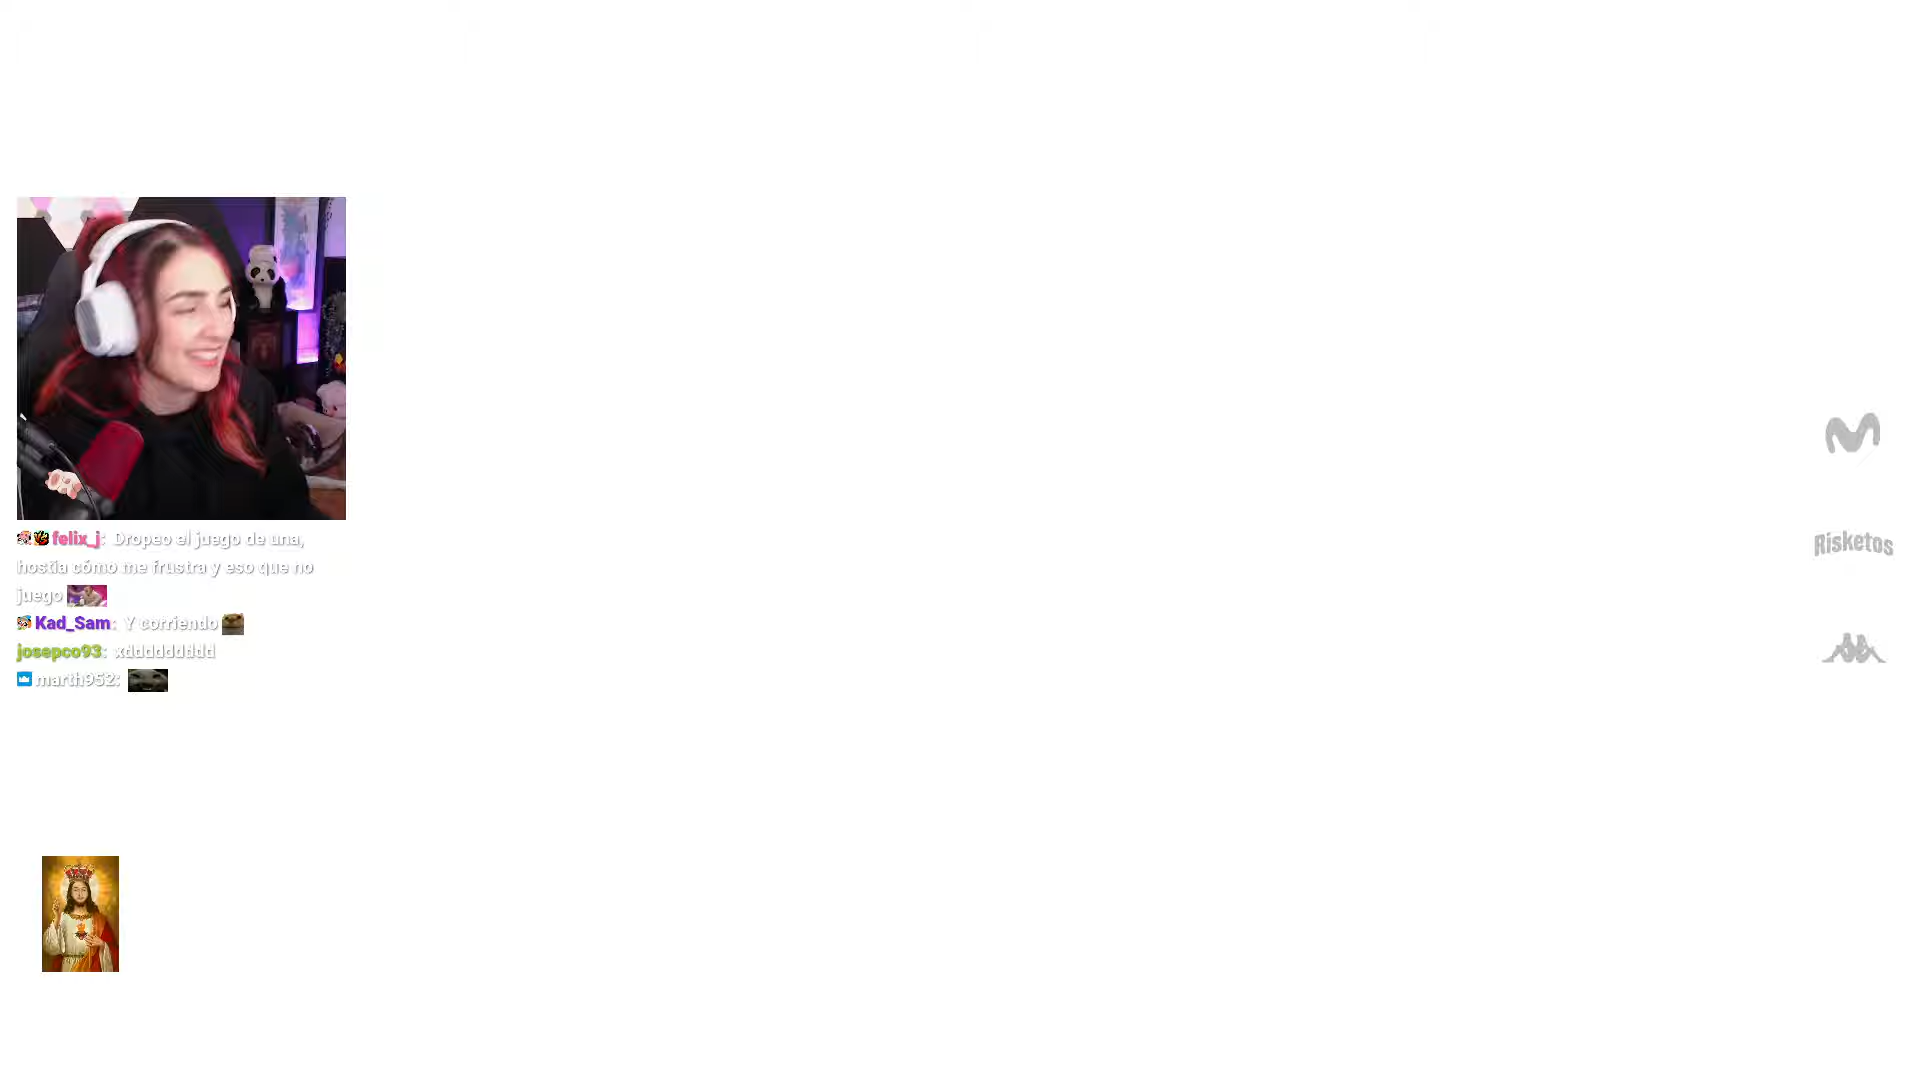 felix_j: Dropeo el juego de una,
hostia cómo me frustra y eso que no
juego
Kad_Sam: Y corriendo
josepco93: xddddddddd
marth952:
Risketos